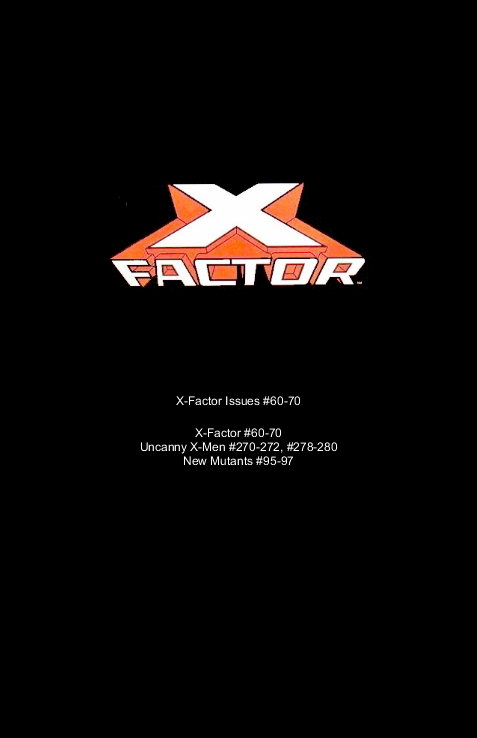 X
FACTOR
X-Factor Issues #60-70
X-Factor #60-70
Uncanny X-Men #270-272, #278-280
New Mutants #95-97